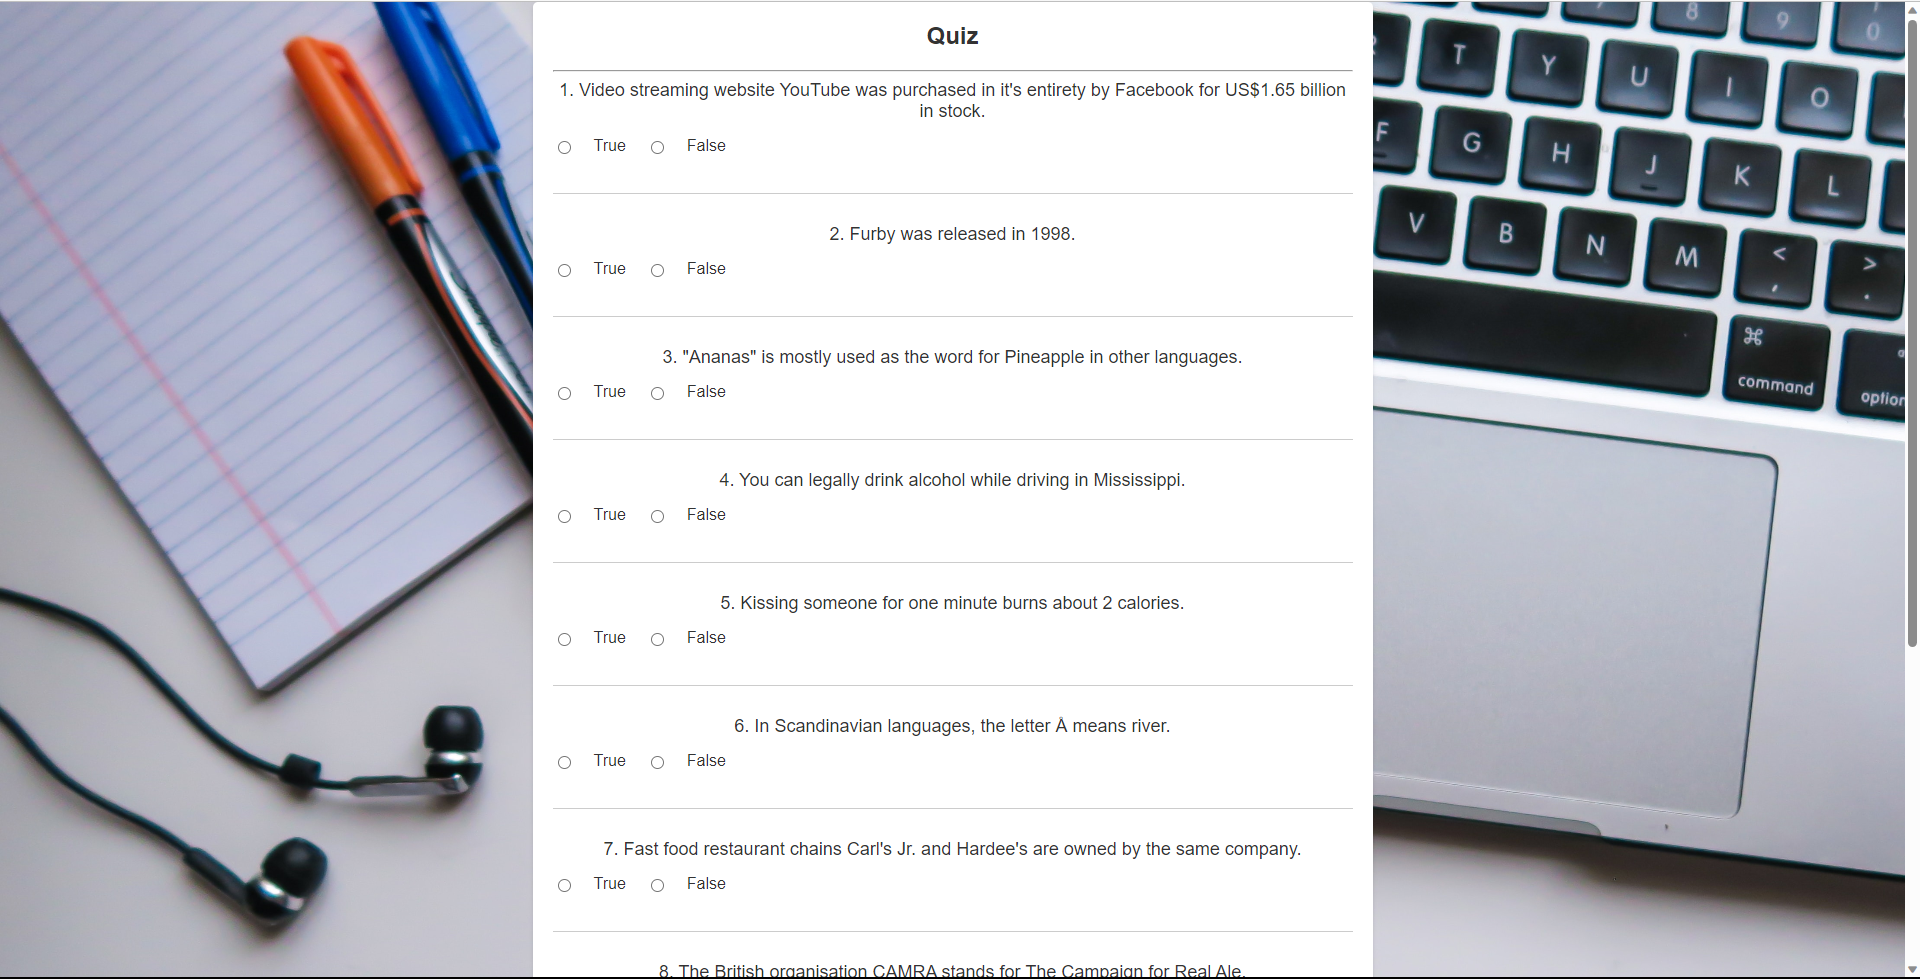 Quiz
1. Video streaming website YouTube was purchased in it's entirety by Facebook for US$1.65 billion
in stock.
True False
2. Furby was released in 1998.
True False
3. "Ananas" is mostly used as the word for Pineapple in other languages.
True False
4. You can legally drink alcohol while driving in Mississippi.
True False
5. Kissing someone for one minute burns about 2 calories.
True False
6. In Scandinavian languages, the letter Å means river.
True False
7. Fast food restaurant chains Carl's Jr. and Hardee's are owned by the same company.
True False
8. The British organisation CAMRA stands for The Campaign for Real Ale.
8 9 0
T Y U I O
F G H J K L
V B N M < , > .
⌘
command
option